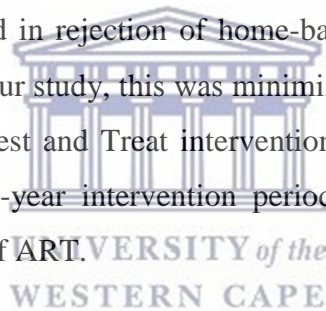 d in rejection of home-ba
ur study, this was minimiz
est and Treat intervention
-year intervention period
f ART.
UNIVERSITY of the
WESTERN CAPE